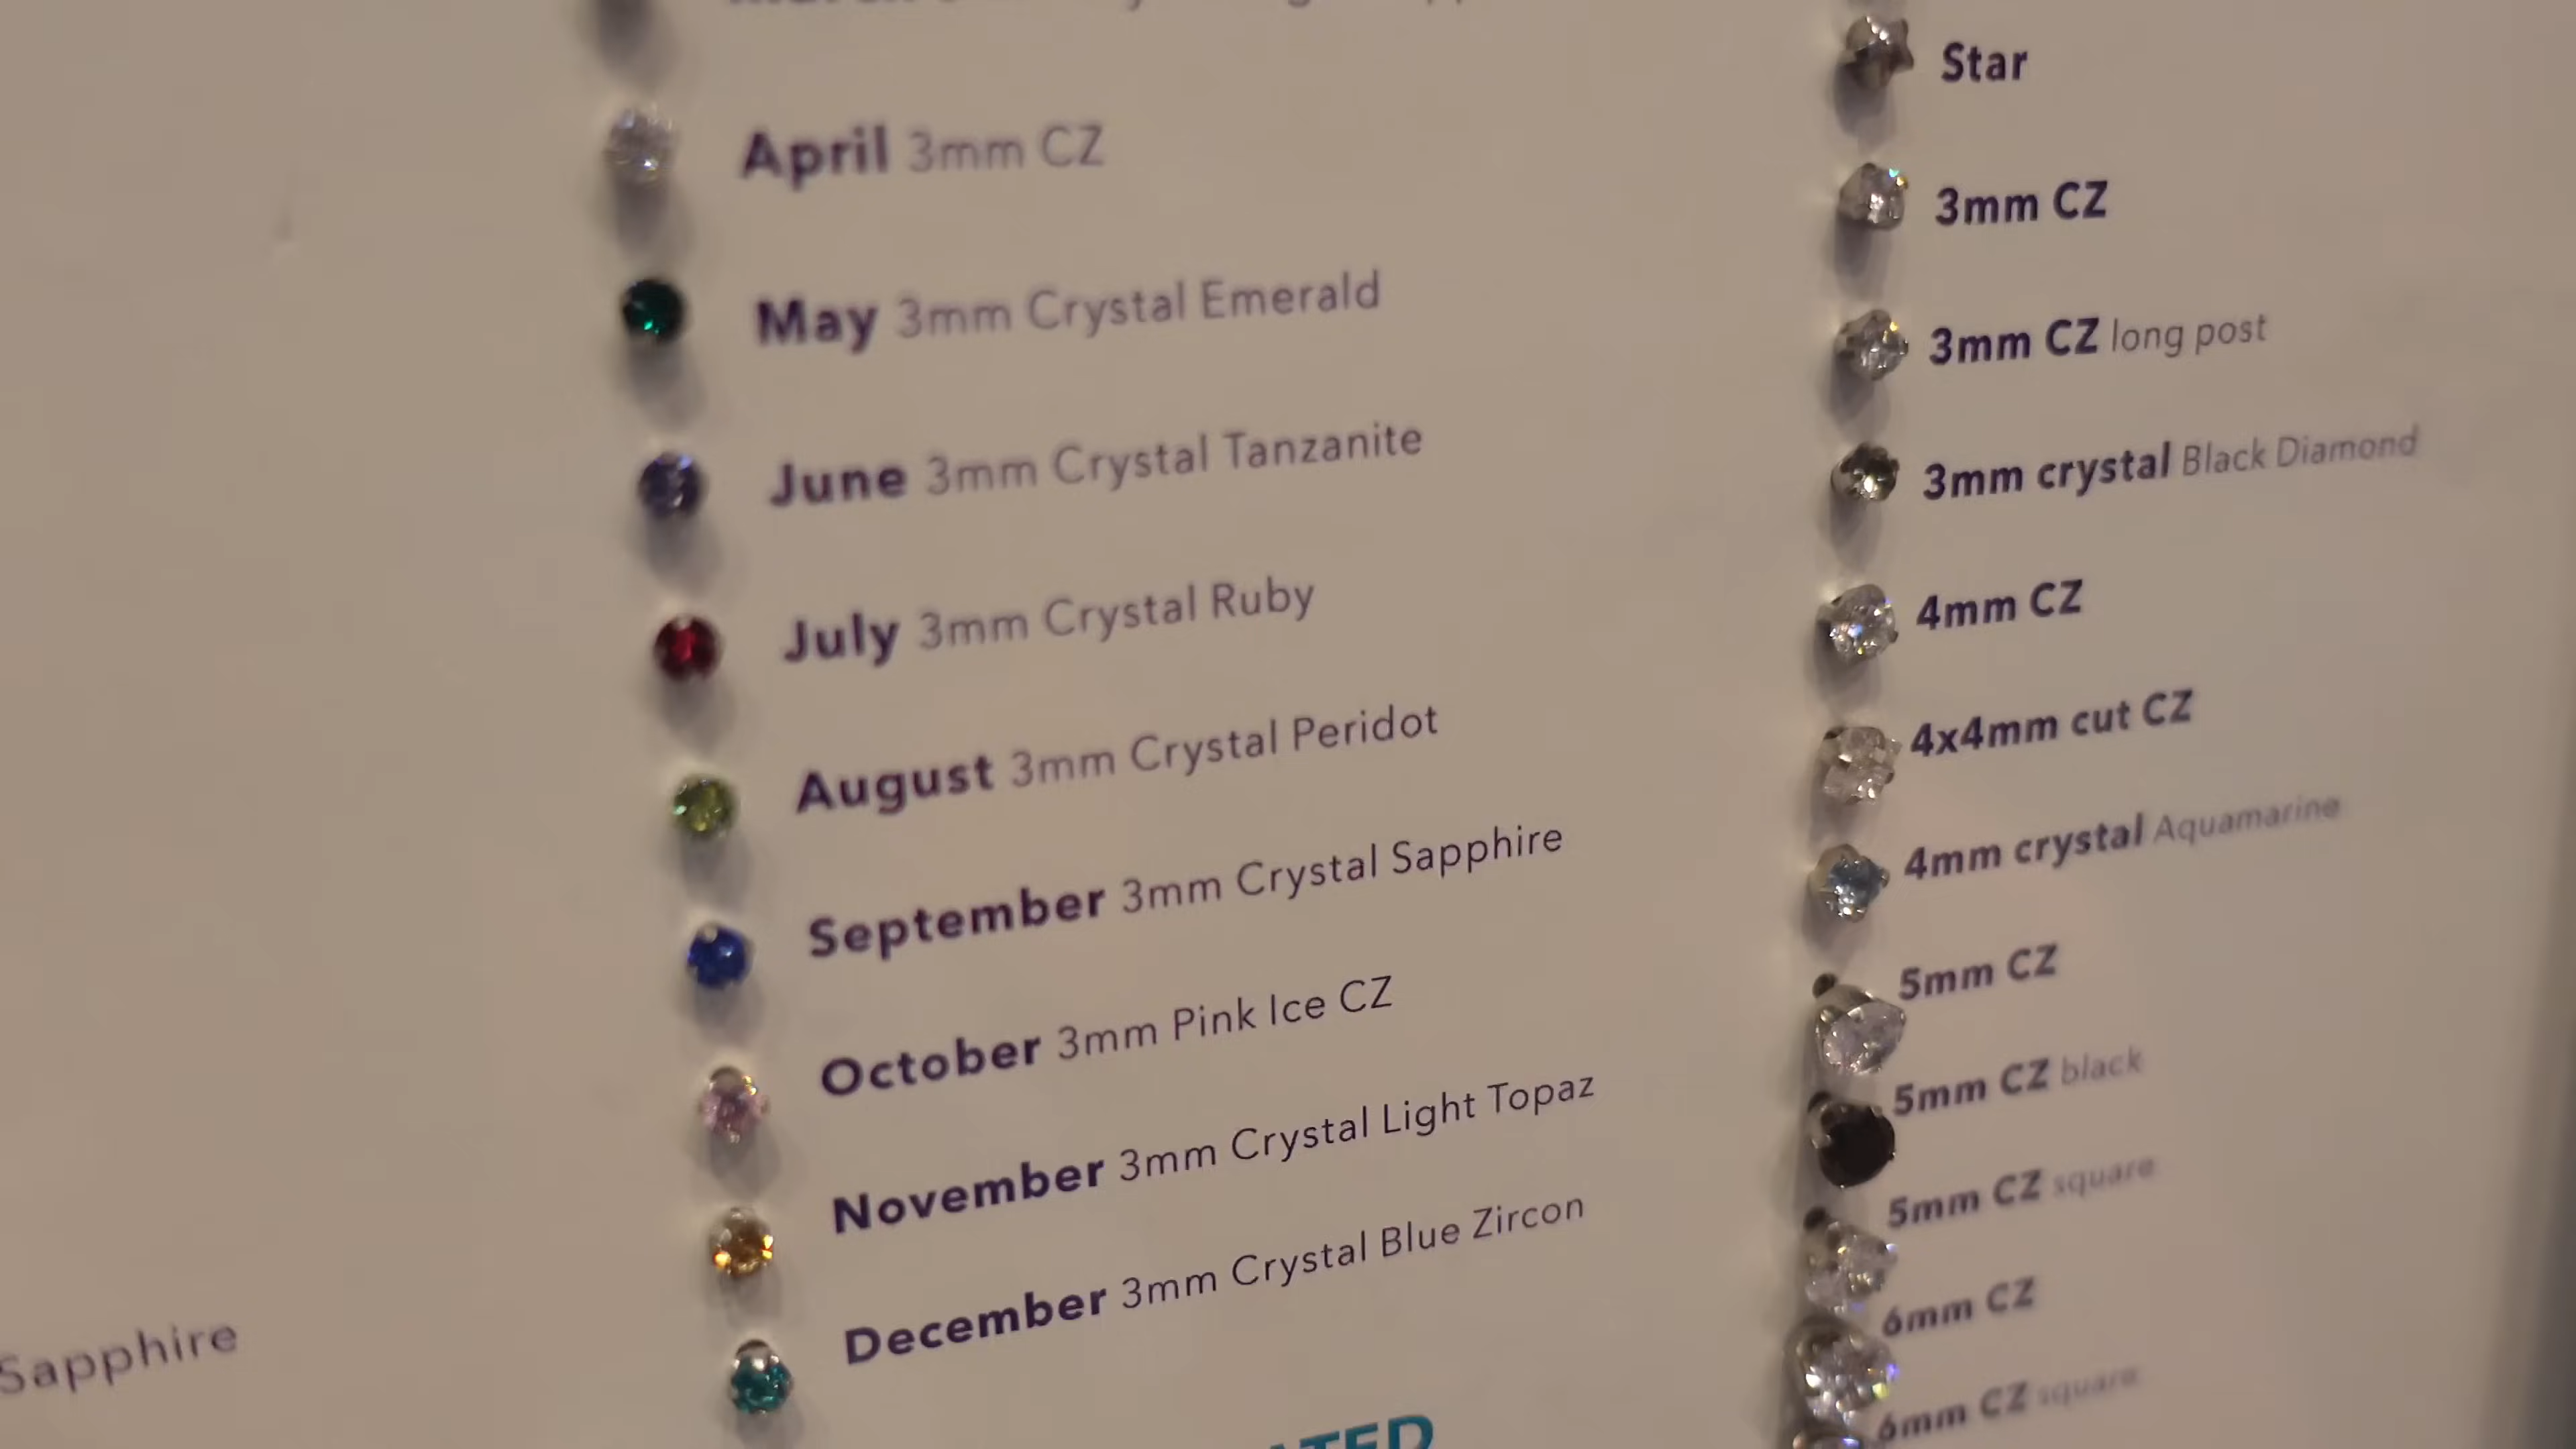 April 3mm CZ
May 3mm Crystal Emerald
June 3mm Crystal Tanzanite
July 3mm Crystal Ruby
August 3mm Crystal Peridot
September 3mm Crystal Sapphire
October 3mm Pink Ice CZ
November 3mm Crystal Light Topaz
December 3mm Crystal Blue Zircon
Sapphire
Star
3mm CZ
3mm CZ long post
3mm crystal Black Diamond
4mm CZ
4x4mm cut CZ
4mm crystal Aquamarine
5mm CZ
5mm CZ black
5mm CZ square
6mm CZ
6mm CZ square